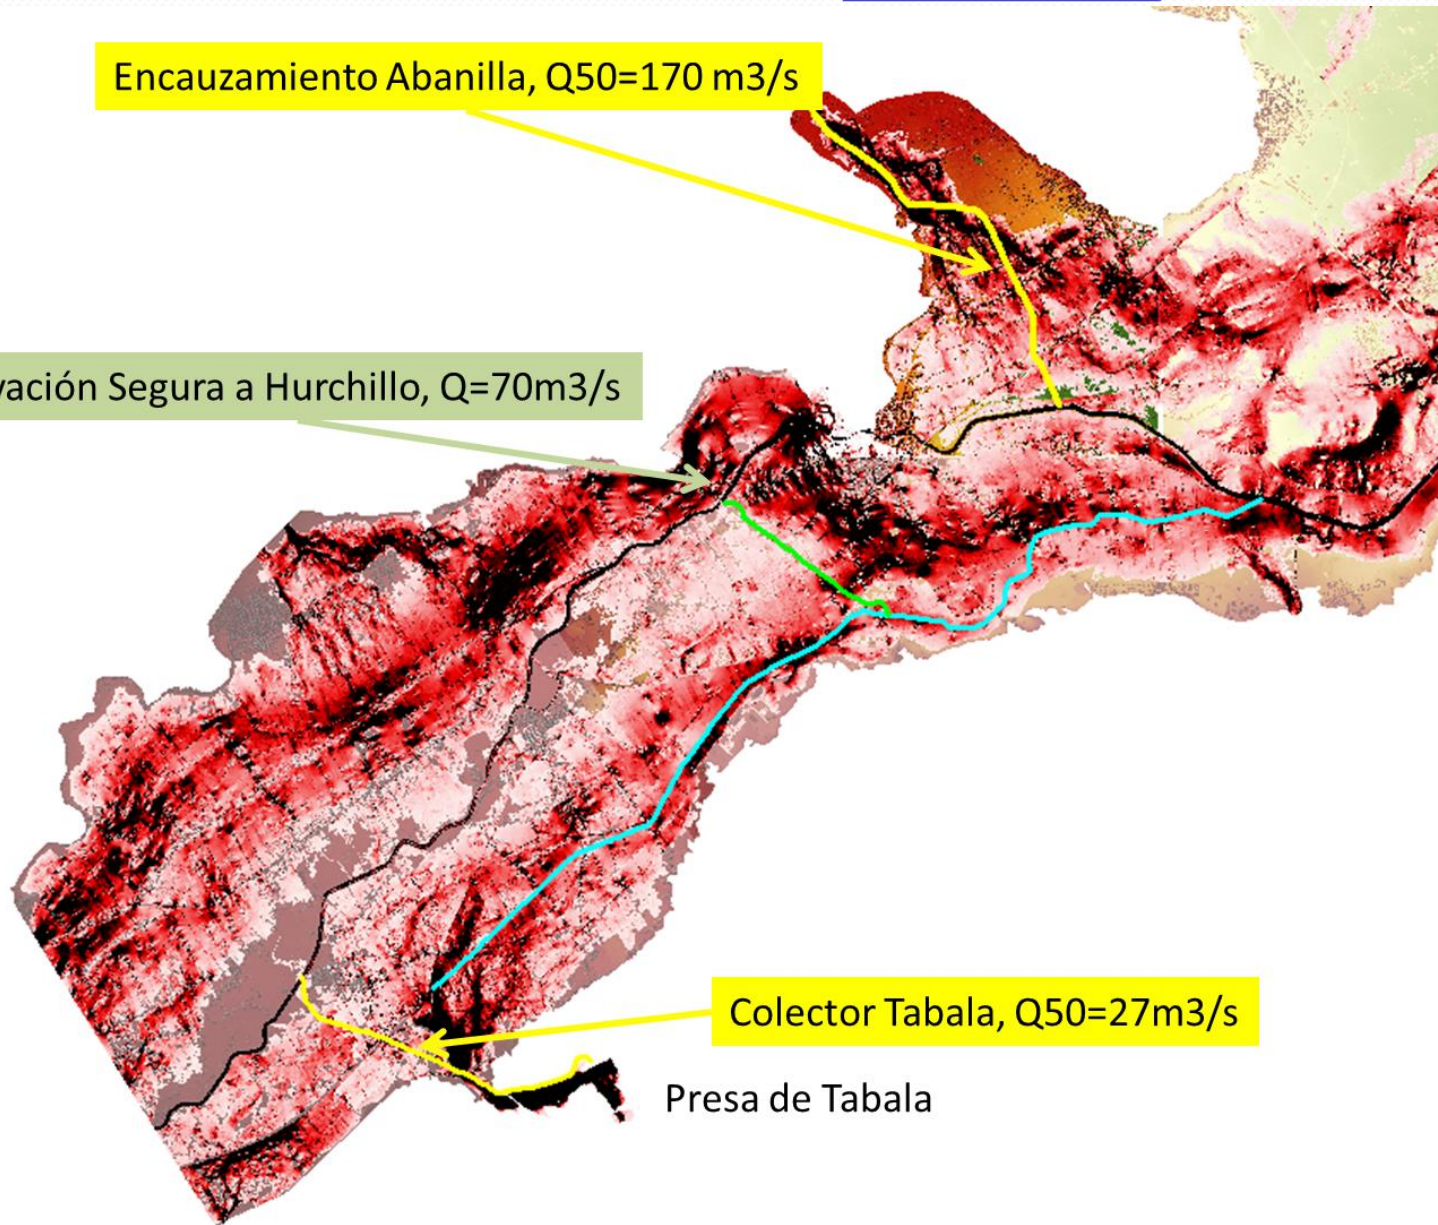 Encauzamiento Abanilla, Q50=170 m3/s
vación Segura a Hurchillo, Q=70m3/s
Colector Tabala, Q50=27m3/s
Presa de Tabala